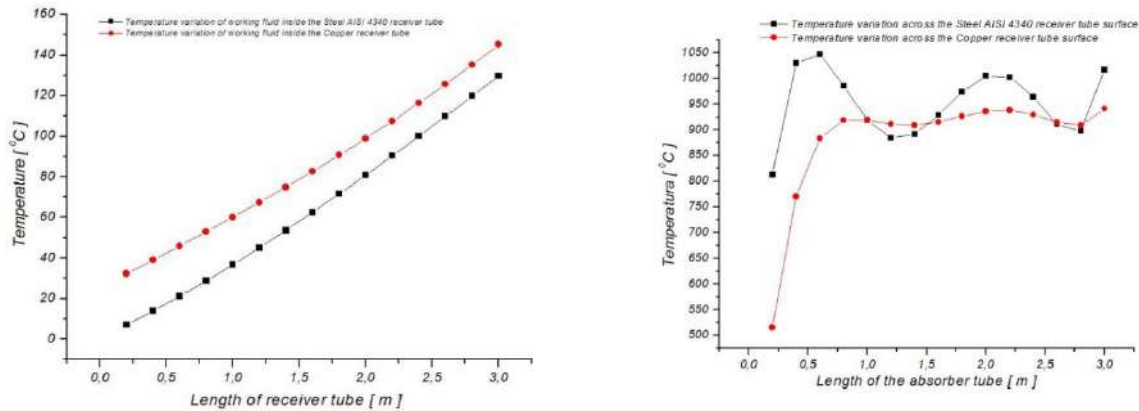 Temperature variation of working fluid inside the Steel AISI 4340 receiver tube
Temperature variation of working fluid inside the Copper receiver tube
160
140
120
100
80
60
40
20
0
Temperature [ ⁰C ]
0,0 0,5 1,0 1,5 2,0 2,5 3,0
Length of receiver tube [ m ]
Temperature variation across the Steel AISI 4340 receiver tube surface
Temperature variation across the Copper receiver tube surface
1050
1000
950
900
850
800
750
700
650
600
550
500
Temperatura [ ⁰C ]
0,0 0,5 1,0 1,5 2,0 2,5 3,0
Length of the absorber tube [ m ]